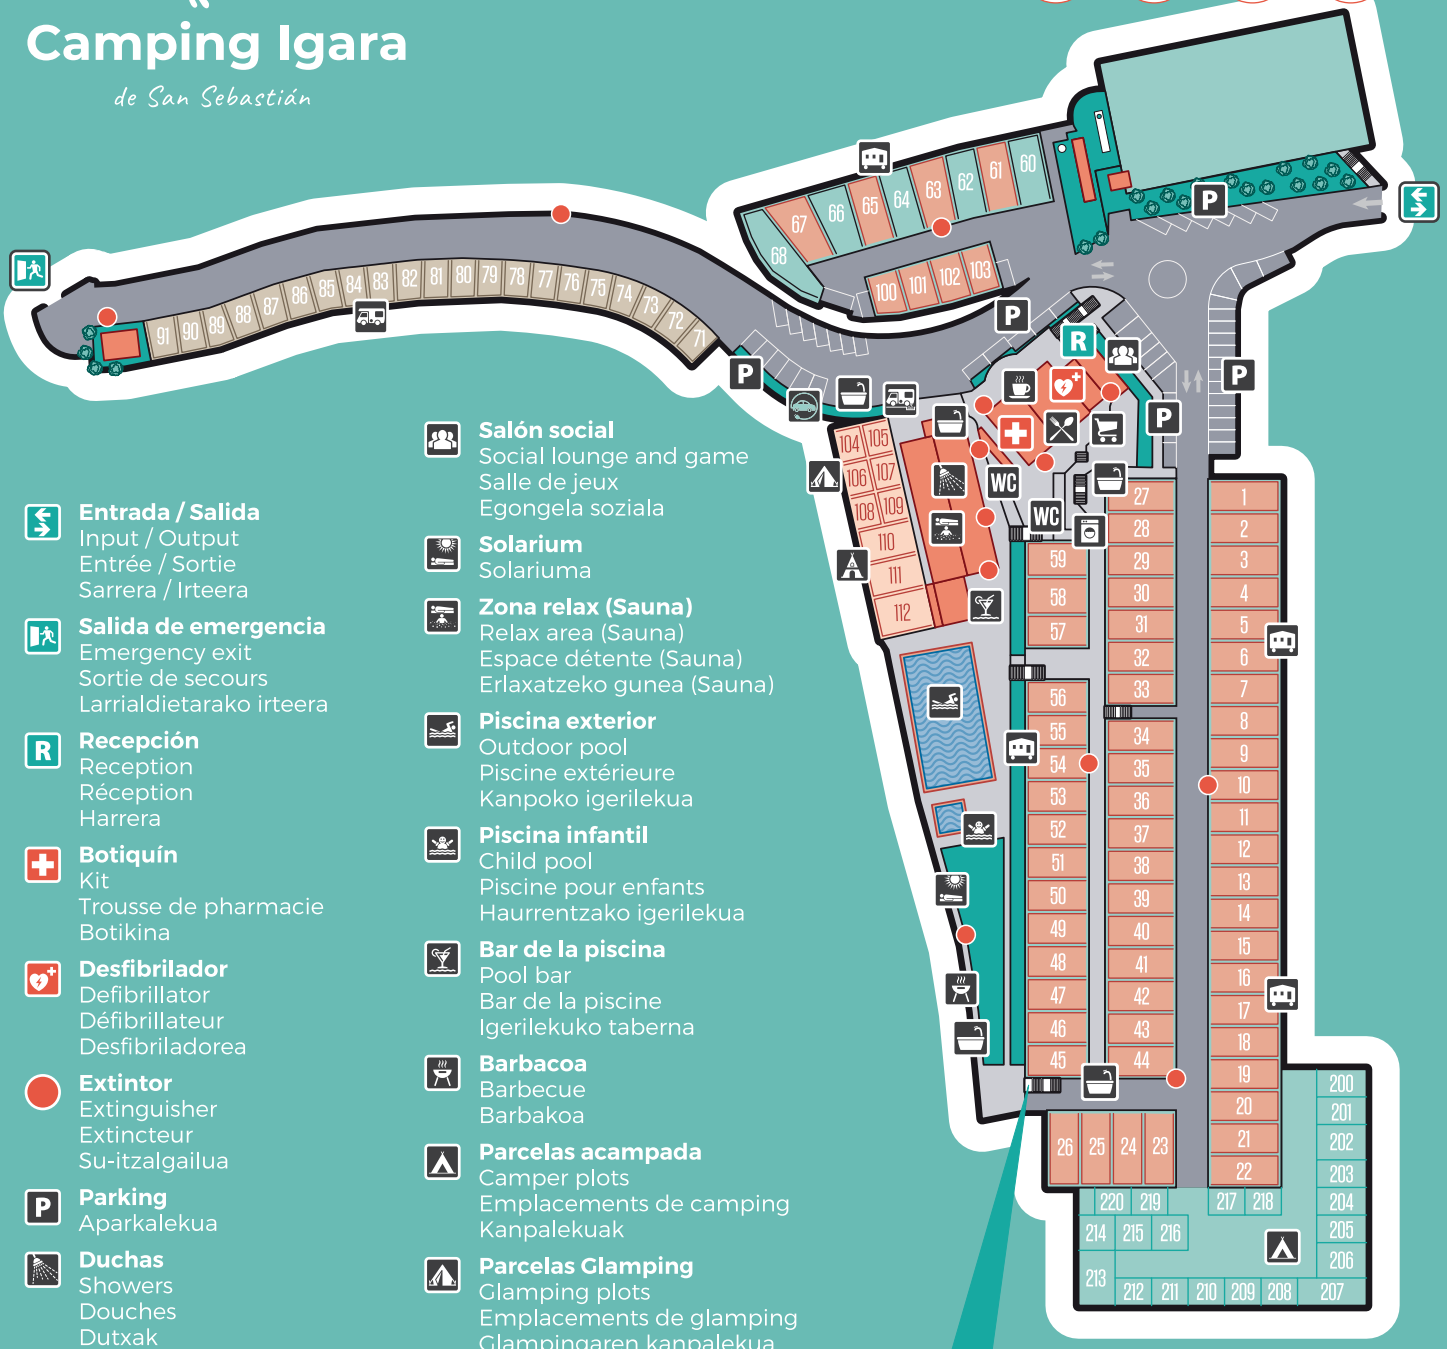 Camping Igara
de San Sebastián
Entrada / Salida
Input / Output
Entrée / Sortie
Sarrera / Irteera
Salida de emergencia
Emergency exit
Sortie de secours
Larrialdietarako irteera
R
Recepción
Reception
Réception
Harrera
Botiquín
Kit
Trousse de pharmacie
Botikina
Desfibrilador
Defibrillator
Défibrillateur
Desfibriladorea
Extintor
Extinguisher
Extincteur
Su-itzalgailua
P
Parking
Aparkalekua
Duchas
Showers
Douches
Dutxak
Salón social
Social lounge and game
Salle de jeux
Egongela soziala
Solarium
Solariuma
Zona relax (Sauna)
Relax area (Sauna)
Espace détente (Sauna)
Erlaxatzeko gunea (Sauna)
Piscina exterior
Outdoor pool
Piscine extérieure
Kanpoko igerilekua
Piscina infantil
Child pool
Piscine pour enfants
Haurrentzako igerilekua
Bar de la piscina
Pool bar
Bar de la piscine
Igerilekuko taberna
Barbacoa
Barbecue
Barbakoa
Parcelas acampada
Camper plots
Emplacements de camping
Kanpalekuak
Parcelas Glamping
Glamping plots
Emplacements de glamping
Glampingaren kanpalekua
68 67 66 65 64 63 62 61 60
100 101 102 103
91 90 89 88 87 86 85 84 83 82 81 80 79 78 77 76 75 74 73 72 71
P
P
P
P
P
R
WC
WC
104 105
106 107
108 109
110
111
112
59
58
57
56
55
54
53
52
51
50
49
48
47
46
45
27
28
29
30
31
32
33
34
35
36
37
38
39
40
41
42
43
44
1
2
3
4
5
6
7
8
9
10
11
12
13
14
15
16
17
18
19
20
21
22
26 25 24 23
200
201
202
203
204
205
206
220 219 217 218
214 215 216
213
212 211 210 209 208 207